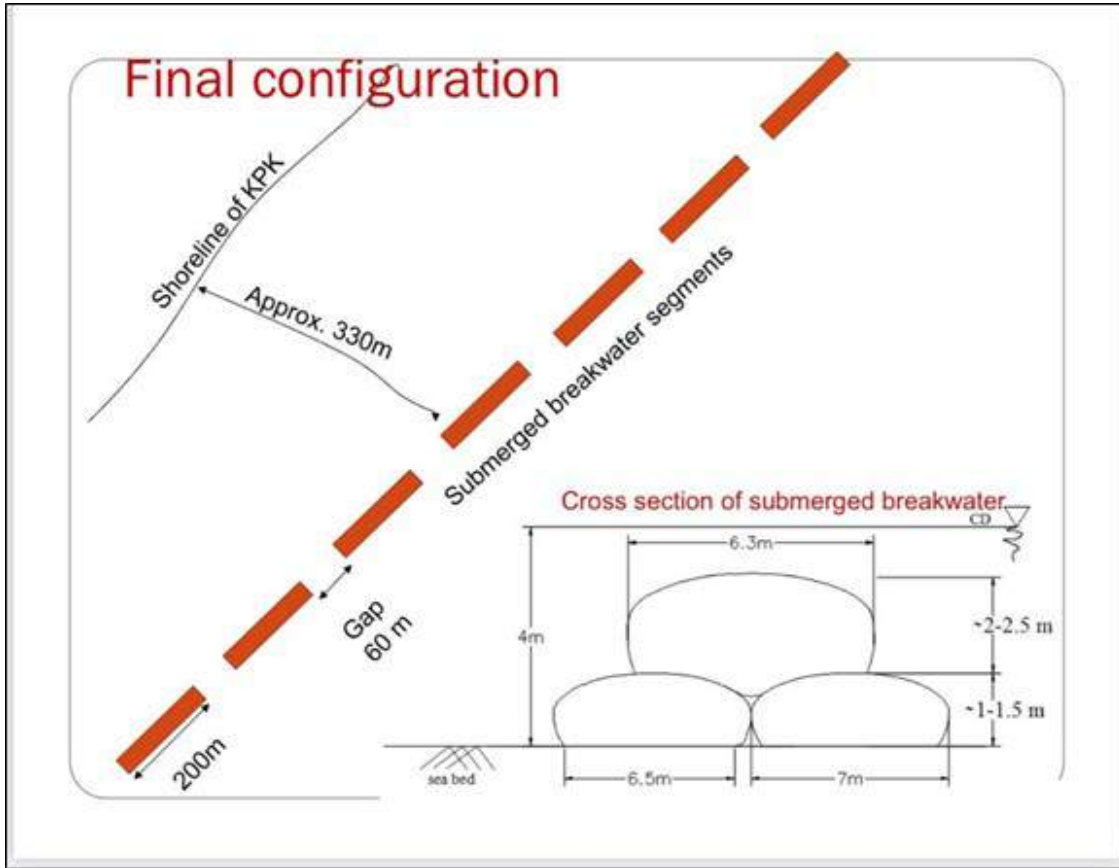 Final configuration
Shoreline of KPK
Approx. 330m
Submerged breakwater segments
Gap
60 m
200m
Cross section of submerged breakwater
CD
6.3m
4m
~2-2.5 m
~1-1.5 m
sea bed
6.5m
7m